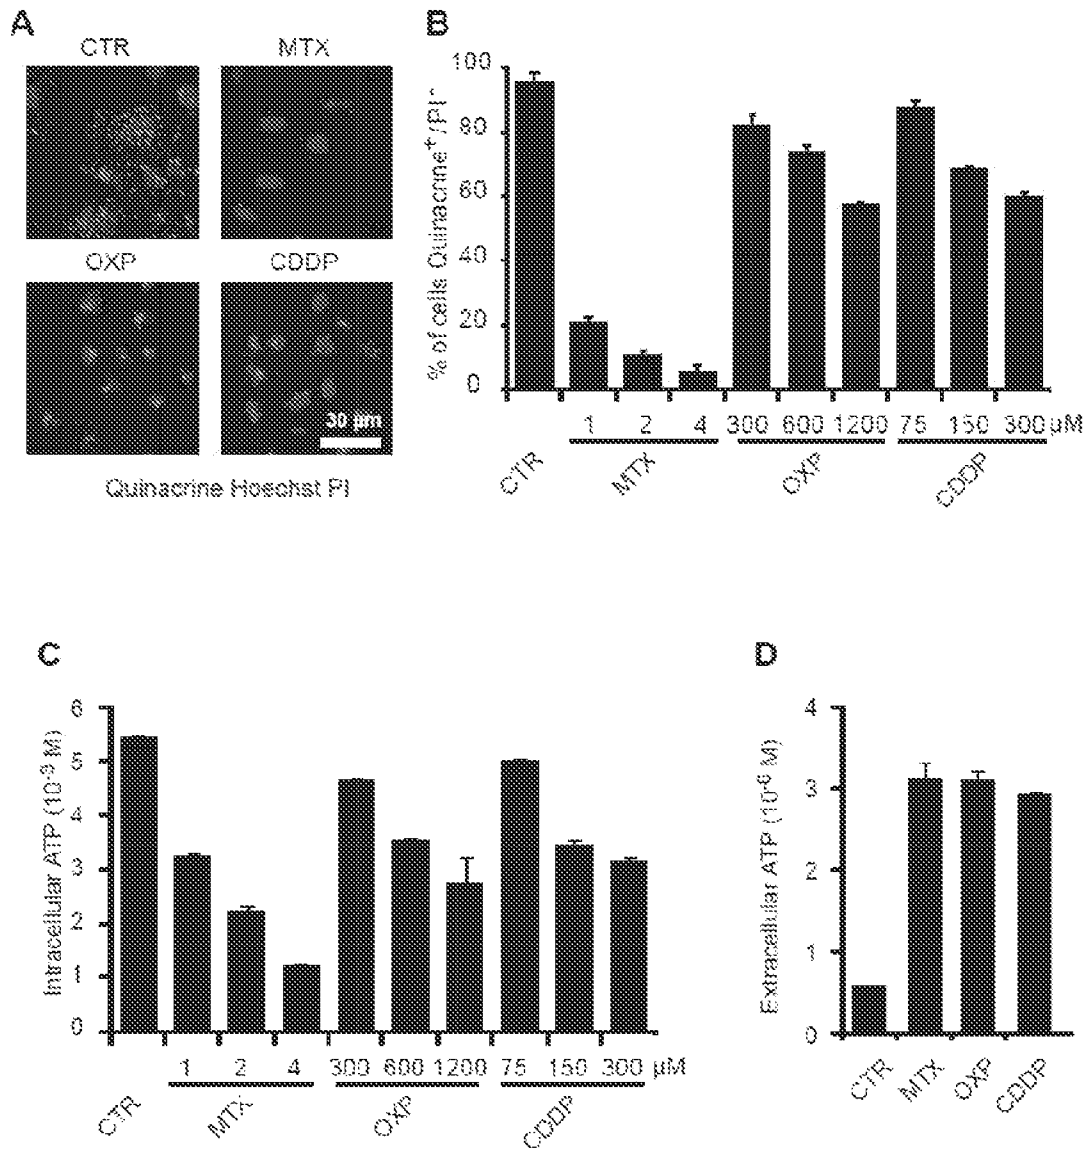 A
CTR
MTX
OXP
CDDP
30 µm
Quinacrine Hoechst PI
B
% of cells Quinacrine+/PI-
100
80
60
40
20
0
1 2 4 300 600 1200 75 150 300 µM
CTR
MTX
OXP
CDDP
C
Intracellular ATP (10-9 M)
6
5
4
3
2
1
0
1 2 4 300 600 1200 75 150 300 µM
CTR
MTX
OXP
CDDP
D
Extracellular ATP
4
3
2
1
0
CTR
MTX
OXP
CDDP